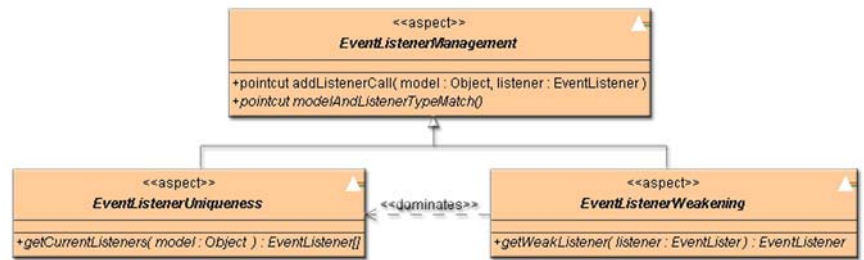 <<aspect>>
EventListenerManagement
+pointcut addListenerCall( model : Object, listener : EventListener )
+pointcut modelAndListenerTypeMatch()
<<aspect>>
EventListenerUniqueness
+getCurrentListeners( model : Object ) : EventListener[]
<<dominates>>
<<aspect>>
EventListenerWeakening
+getWeakListener( listener : EventLister ) : EventListener